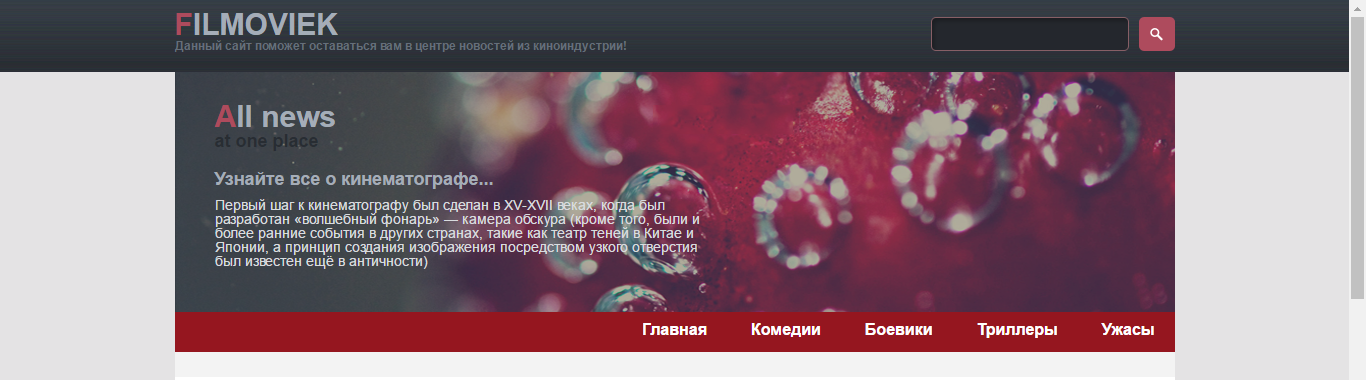 FILMOVIEK
Данный сайт поможет оставаться вам в центре новостей из киноиндустрии!
All news
at one place
Узнайте все о кинематографе...
Первый шаг к кинематографу был сделан в XV-XVII веках, когда был
разработан «волшебный фонарь» — камера обскура (кроме того, были и
более ранние события в других странах, такие как театр теней в Китае и
Японии, а принцип создания изображения посредством узкого отверстия
был известен ещё в античности)
Главная Комедии Боевики Триллеры Ужасы